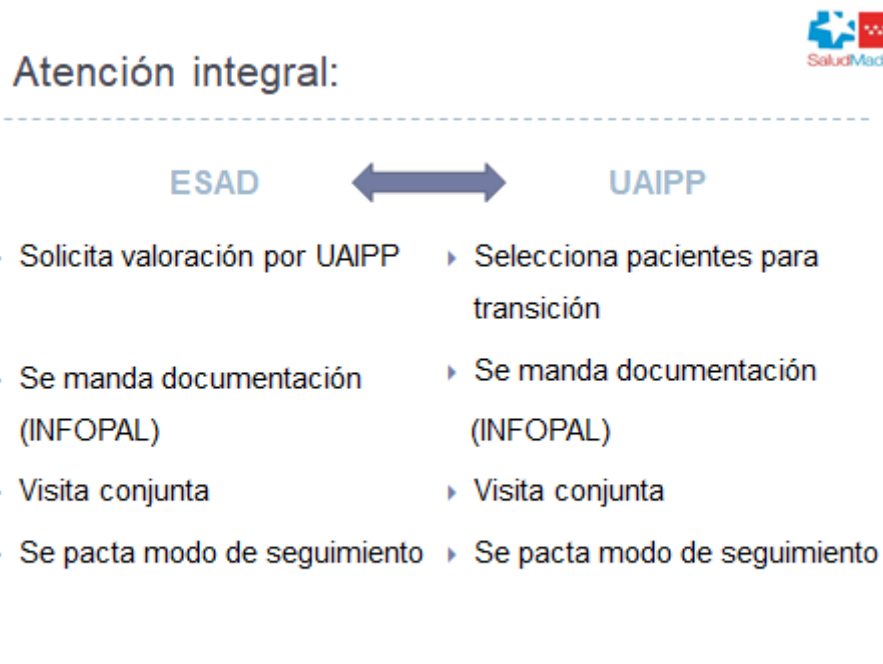 SaludMad
Atención integral:
ESAD
UAIPP
Solicita valoración por UAIPP
Se manda documentación
(INFOPAL)
Visita conjunta
Se pacta modo de seguimiento
Selecciona pacientes para
transición
Se manda documentación
(INFOPAL)
Visita conjunta
Se pacta modo de seguimiento